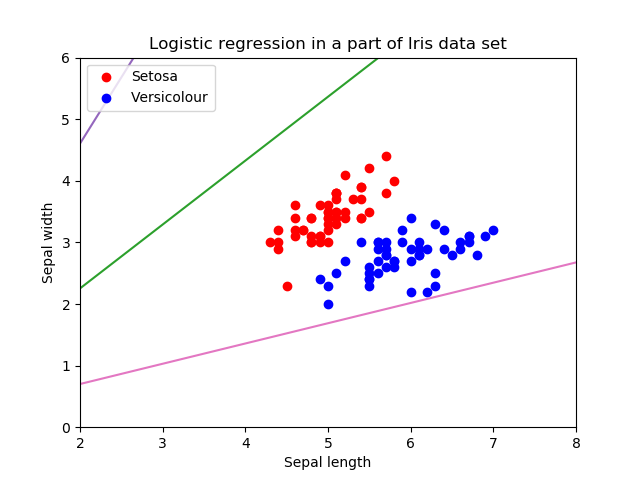 Logistic regression in a part of Iris data set
Setosa
Versicolour
Sepal width
6
5
4
3
2
1
0
2 3 4 5 6 7 8
Sepal length